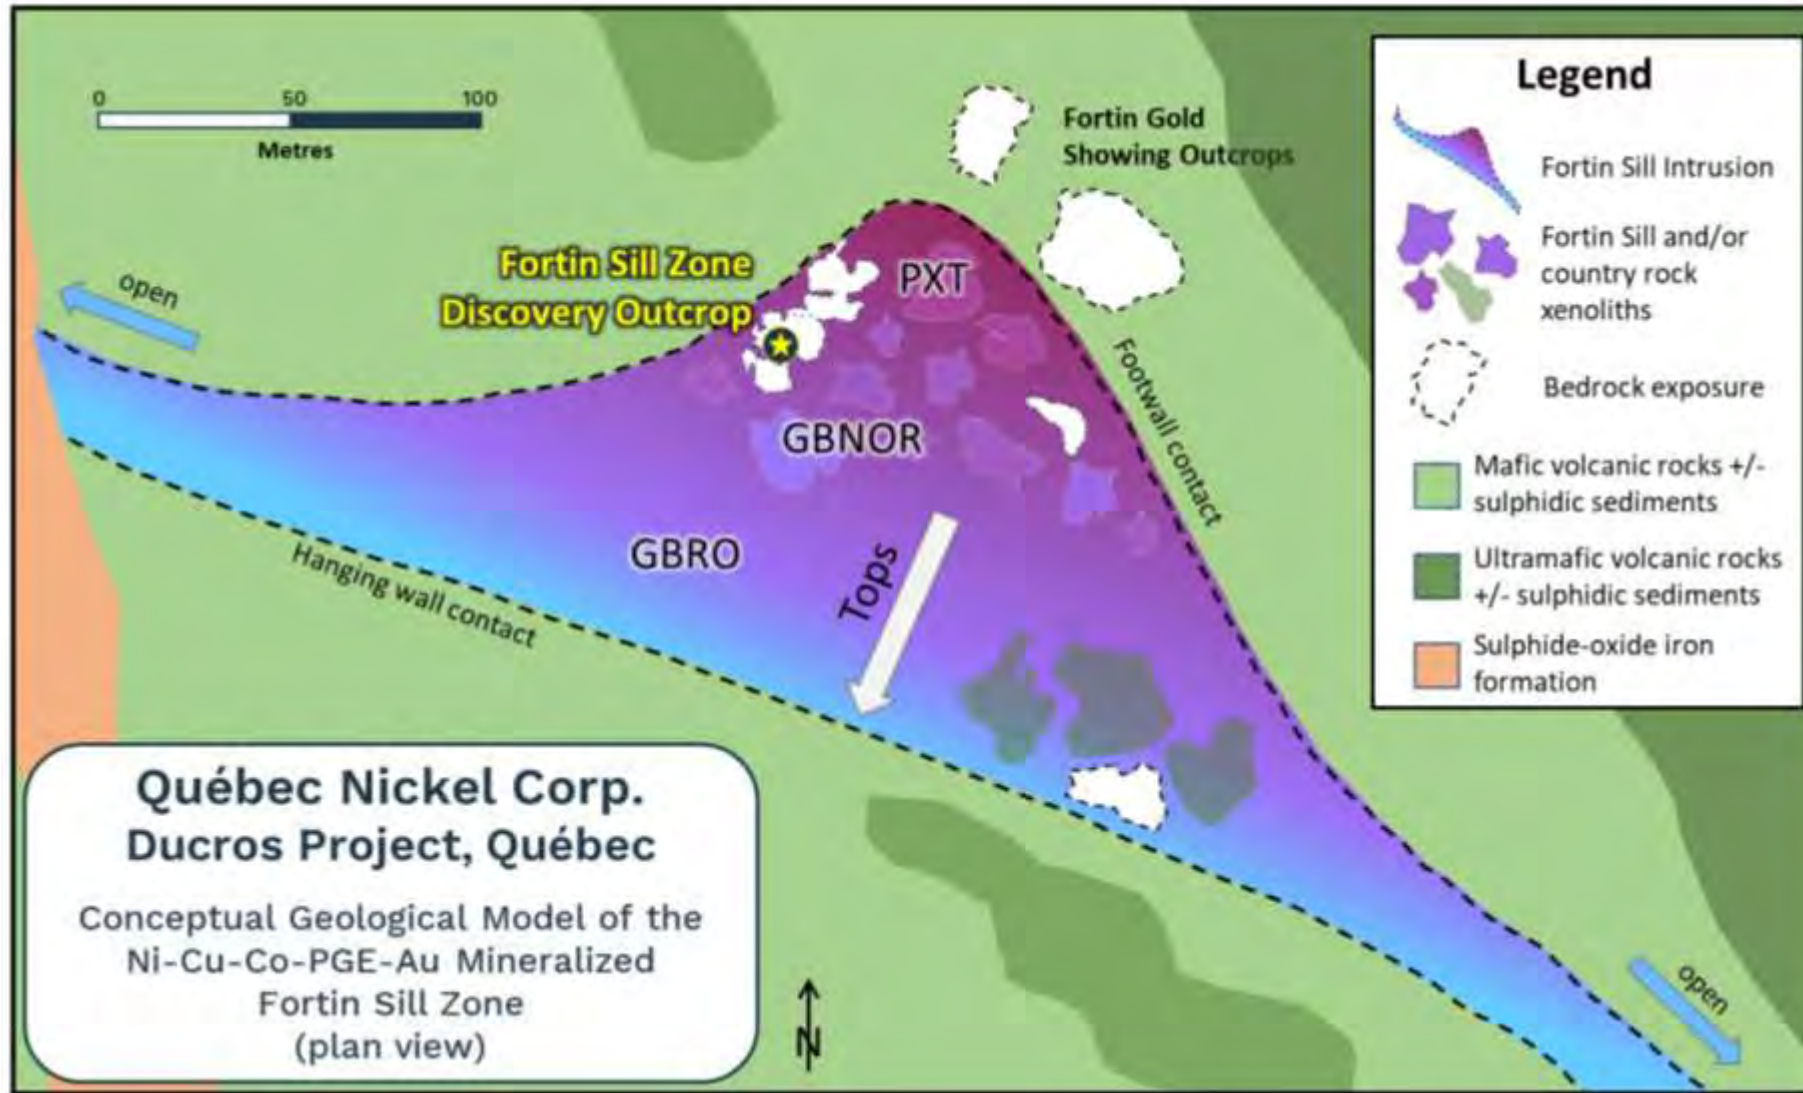 0 50 100
Metres
Fortin Gold
Showing Outcrops
Fortin Sill Zone
Discovery Outcrop
open
PXT
GBNOR
GBRO
Footwall contact
Hanging wall contact
Tops
open
N
Québec Nickel Corp.
Ducros Project, Québec
Conceptual Geological Model of the
Ni-Cu-Co-PGE-Au Mineralized
Fortin Sill Zone
(plan view)
Legend
Fortin Sill Intrusion
Fortin Sill and/or
country rock
xenoliths
Bedrock exposure
Mafic volcanic rocks +/-
sulphidic sediments
Ultramafic volcanic rocks
+/- sulphidic sediments
Sulphide-oxide iron
formation